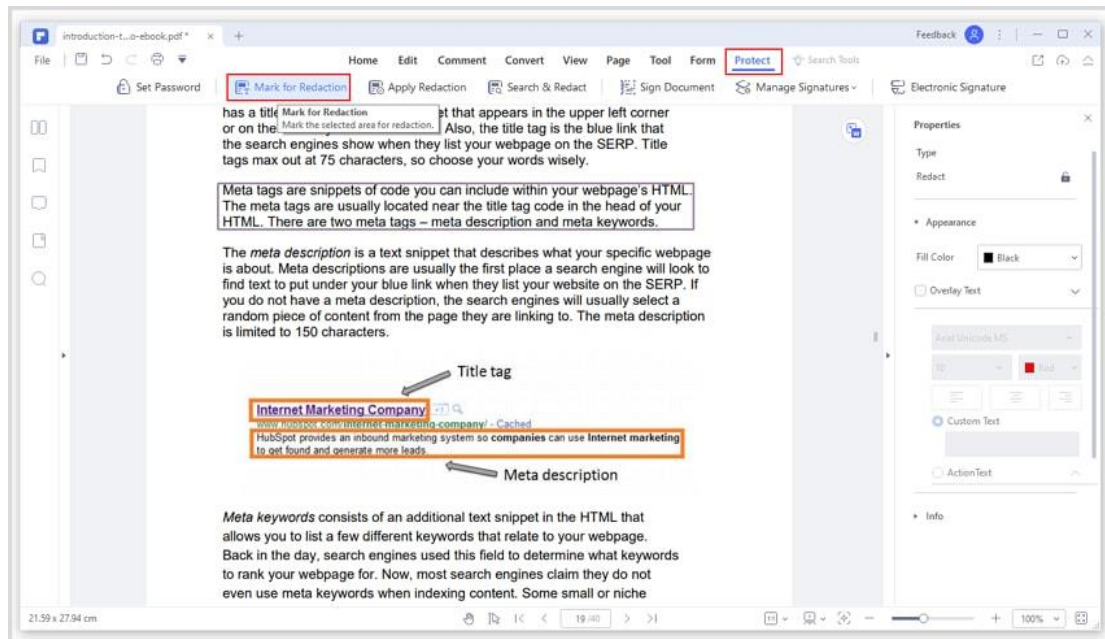 introduction-t...o-ebook.pdf * × +
Feedback
File Home Edit Comment Convert View Page Tool Form Protect Search Tools
Set Password Mark for Redaction Apply Redaction Search & Redact Sign Document Manage Signatures Electronic Signature
Mark for Redaction
Mark the selected area for redaction.
has a title et that appears in the upper left corner
or on the Also, the title tag is the blue link that
the search engines show when they list your webpage on the SERP. Title
tags max out at 75 characters, so choose your words wisely.
Meta tags are snippets of code you can include within your webpage's HTML.
The meta tags are usually located near the title tag code in the head of your
HTML. There are two meta tags – meta description and meta keywords.
The meta description is a text snippet that describes what your specific webpage
is about. Meta descriptions are usually the first place a search engine will look to
find text to put under your blue link when they list your website on the SERP. If
you do not have a meta description, the search engines will usually select a
random piece of content from the page they are linking to. The meta description
is limited to 150 characters.
Title tag
Internet Marketing Company
www.hubspot.com/internet-marketing-company/ - Cached
HubSpot provides an inbound marketing system so companies can use Internet marketing
to get found and generate more leads.
Meta description
Meta keywords consists of an additional text snippet in the HTML that
allows you to list a few different keywords that relate to your webpage.
Back in the day, search engines used this field to determine what keywords
to rank your webpage for. Now, most search engines claim they do not
even use meta keywords when indexing content. Some small or niche
Properties
Type
Redact
Appearance
Fill Color Black
Overlay Text
Arial Unicode MS
10 Red
Custom Text
ActionText
Info
21.59 x 27.94 cm 19 /40 100%